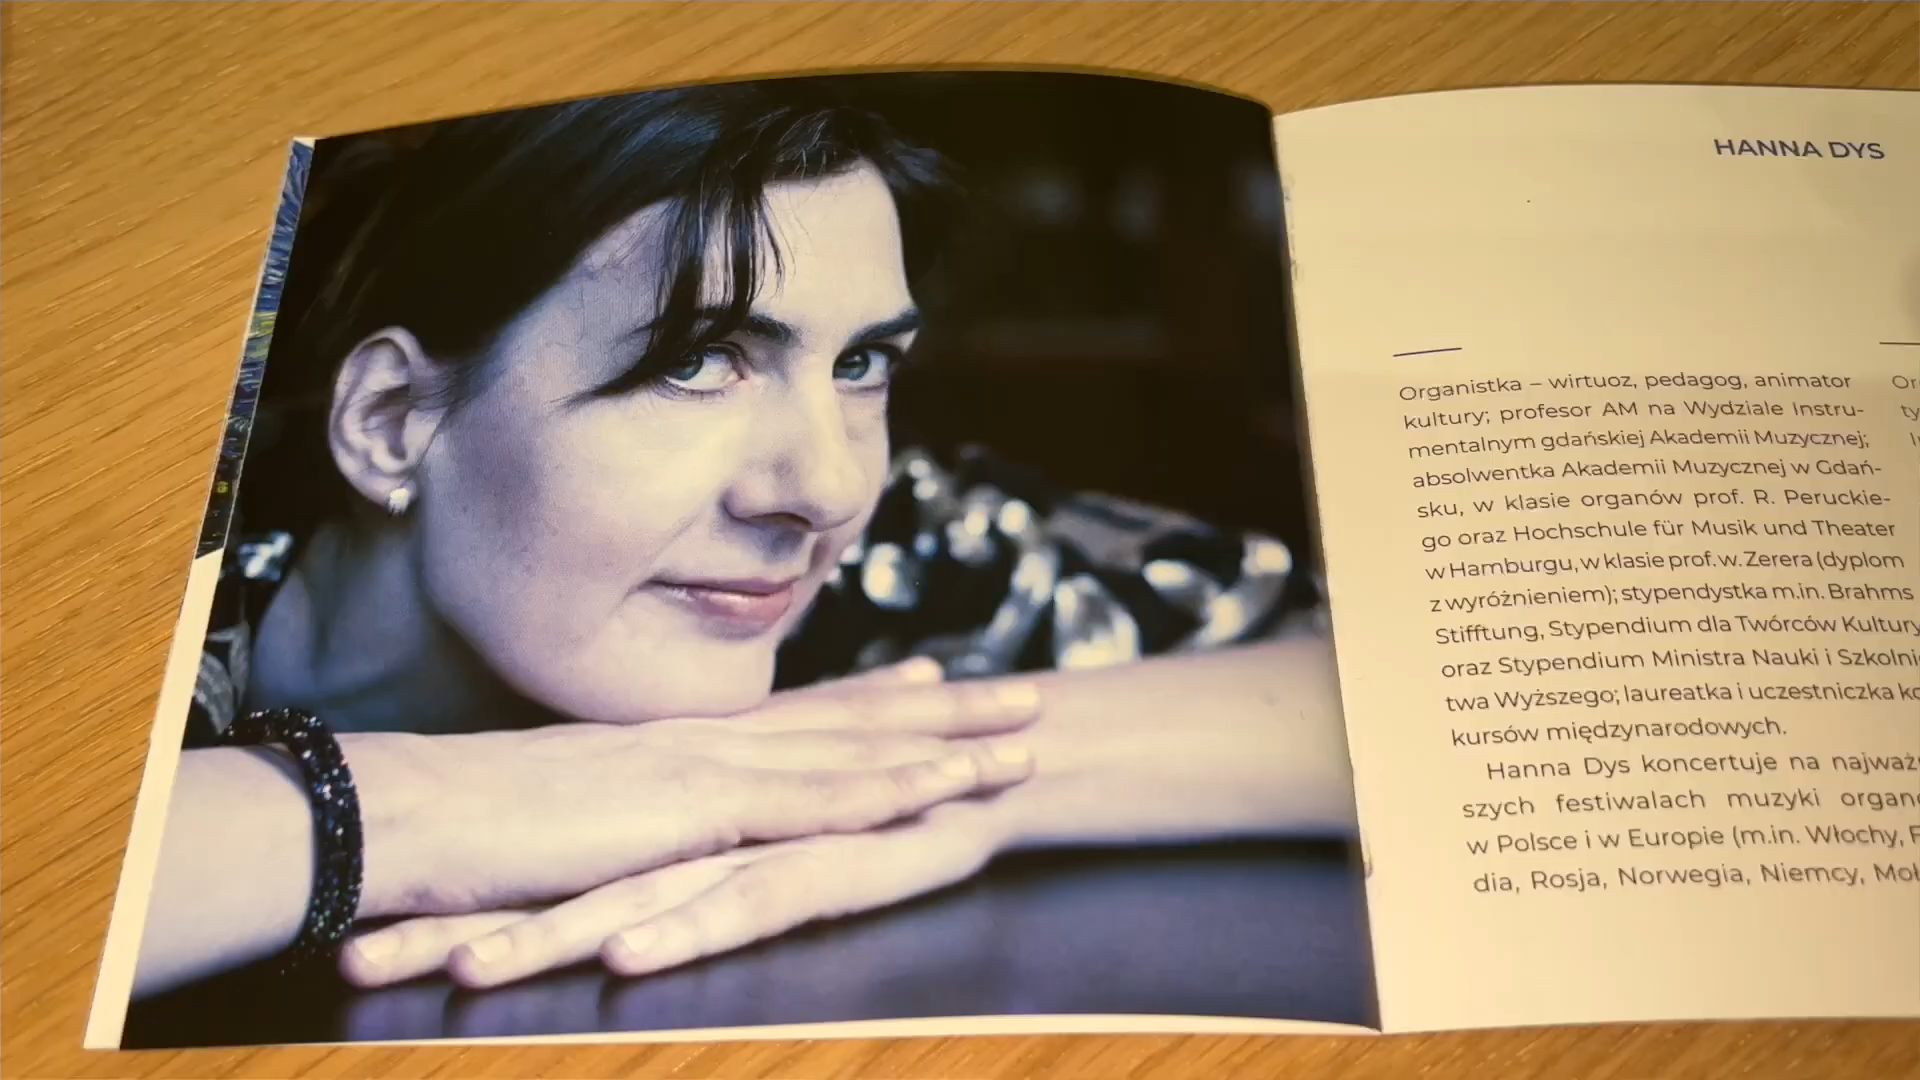 HANNA DYS
Organistka – wirtuoz, pedagog, animator
kultury; profesor AM na Wydziale Instru-
mentalnym gdańskiej Akademii Muzycznej;
absolwentka Akademii Muzycznej w Gdań-
sku, w klasie organów prof. R. Peruckie-
go oraz Hochschule für Musik und Theater
w Hamburgu, w klasie prof. w. Zerera (dyplom
z wyróżnieniem); stypendystka m.in. Brahms
Stifftung, Stypendium dla Twórców Kultury
oraz Stypendium Ministra Nauki i Szkolni
twa Wyższego; laureatka i uczestniczka ko
kursów międzynarodowych.
Hanna Dys koncertuje na najważ
szych festiwalach muzyki organ
w Polsce i w Europie (m.in. Włochy, F
dia, Rosja, Norwegia, Niemcy, Moł